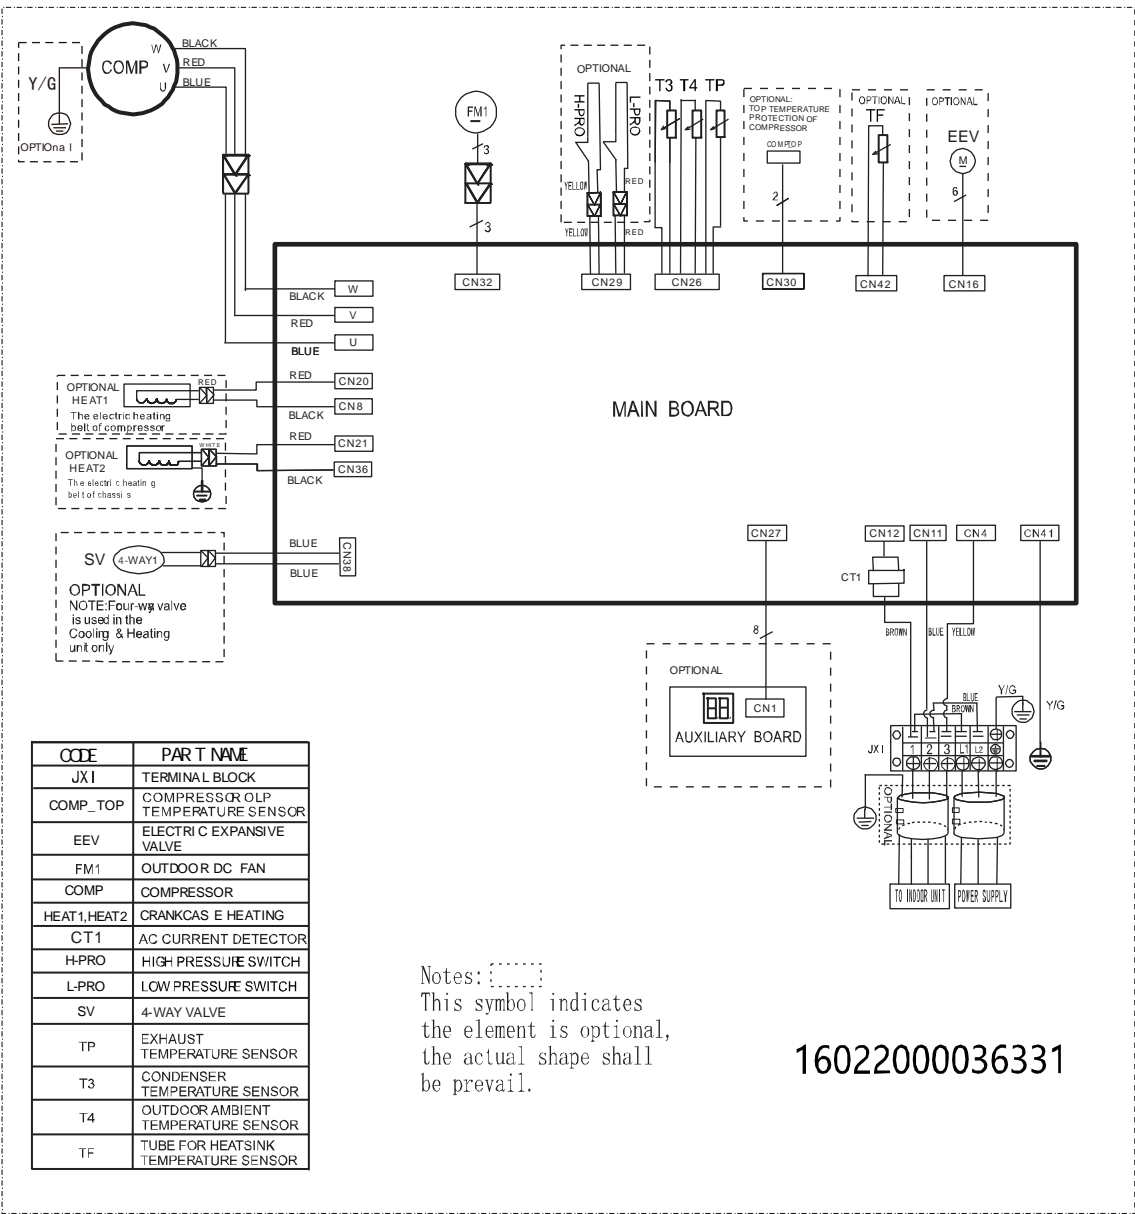 COMP
W
V
U
BLACK
RED
BLUE
Y/G
OPTIOnal
FM1
3
3
OPTIONAL
H-PRO
L-PRO
YELLOW
RED
YELLOW
RED
T3 T4 TP
OPTIONAL:
TOP TEMPERATURE
PROTECTION OF
COMPRESSOR
COMPTOP
2
OPTIONAL
TF
OPTIONAL
EEV
M
6
CN32
CN29
CN26
CN30
CN42
CN16
BLACK
W
RED
V
BLUE
U
OPTIONAL
HEAT1
The electric heating
belt of compressor
RED
RED
CN20
BLACK
CN8
OPTIONAL
HEAT2
The electric heating
belt of chassis
WHITE
RED
CN21
BLACK
CN36
MAIN BOARD
SV
4-WAY1
BLUE
BLUE
CN38
OPTIONAL
NOTE:Four-way valve
is used in the
Cooling & Heating
unit only
CN27
CN12
CN11
CN4
CN41
CT1
8
BROWN
BLUE
YELLOW
OPTIONAL
CN1
AUXILIARY BOARD
BLUE
BROWN
Y/G
Y/G
JX1
1
2
3
L1
L2
OPTIONAL
TO INDOOR UNIT
POWER SUPPLY
CODE PART NAME
JX1 TERMINAL BLOCK
COMP_TOP COMPRESSOR OLP
TEMPERATURE SENSOR
EEV ELECTRIC EXPANSIVE
VALVE
FM1 OUTDOOR DC FAN
COMP COMPRESSOR
HEAT1,HEAT2 CRANKCASE HEATING
CT1 AC CURRENT DETECTOR
H-PRO HIGH PRESSURE SWITCH
L-PRO LOW PRESSURE SWITCH
SV 4-WAY VALVE
TP EXHAUST
TEMPERATURE SENSOR
T3 CONDENSER
TEMPERATURE SENSOR
T4 OUTDOOR AMBIENT
TEMPERATURE SENSOR
TF TUBE FOR HEATSINK
TEMPERATURE SENSOR
Notes:
This symbol indicates
the element is optional,
the actual shape shall
be prevail.
16022000036331